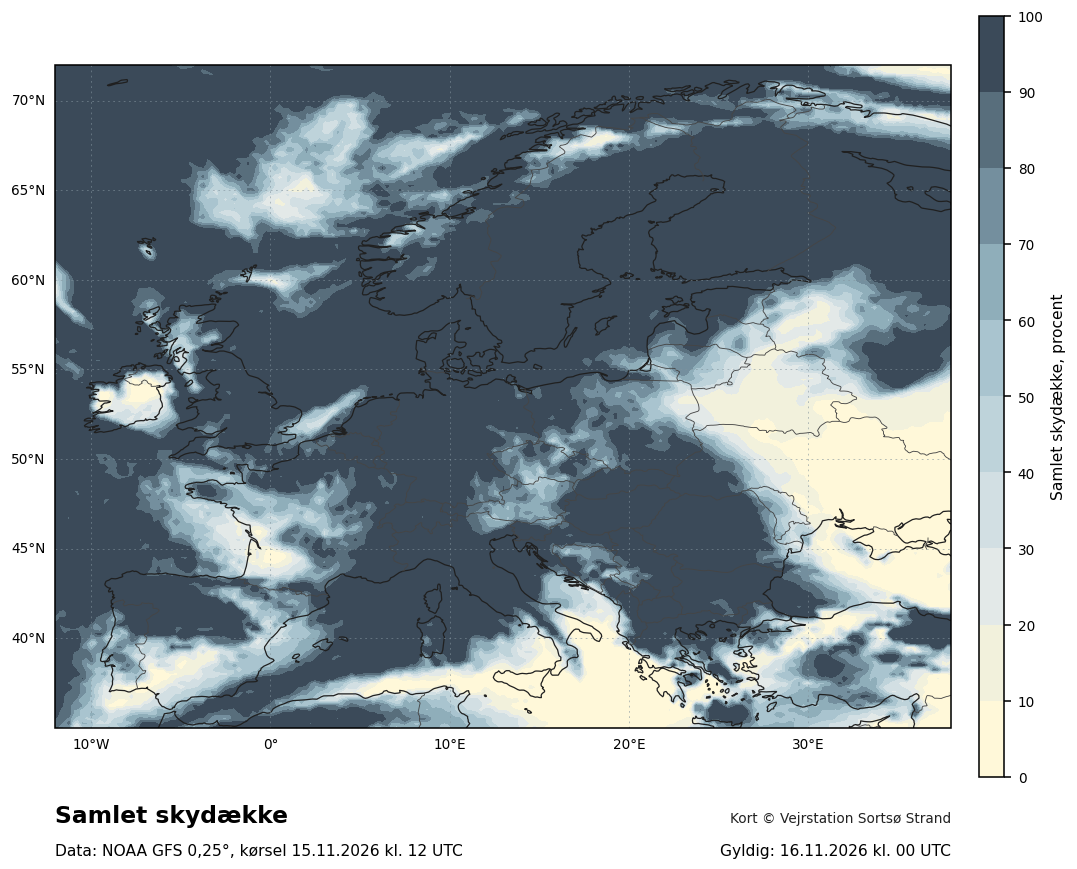 70°N
65°N
60°N
55°N
50°N
45°N
40°N
10°W
0°
10°E
20°E
30°E
100
90
80
70
60
50
40
30
20
10
0
Samlet skydække, procent
Samlet skydække
Kort © Vejrstation Sortsø Strand
Data: NOAA GFS 0,25°, kørsel 15.11.2026 kl. 12 UTC
Gyldig: 16.11.2026 kl. 00 UTC